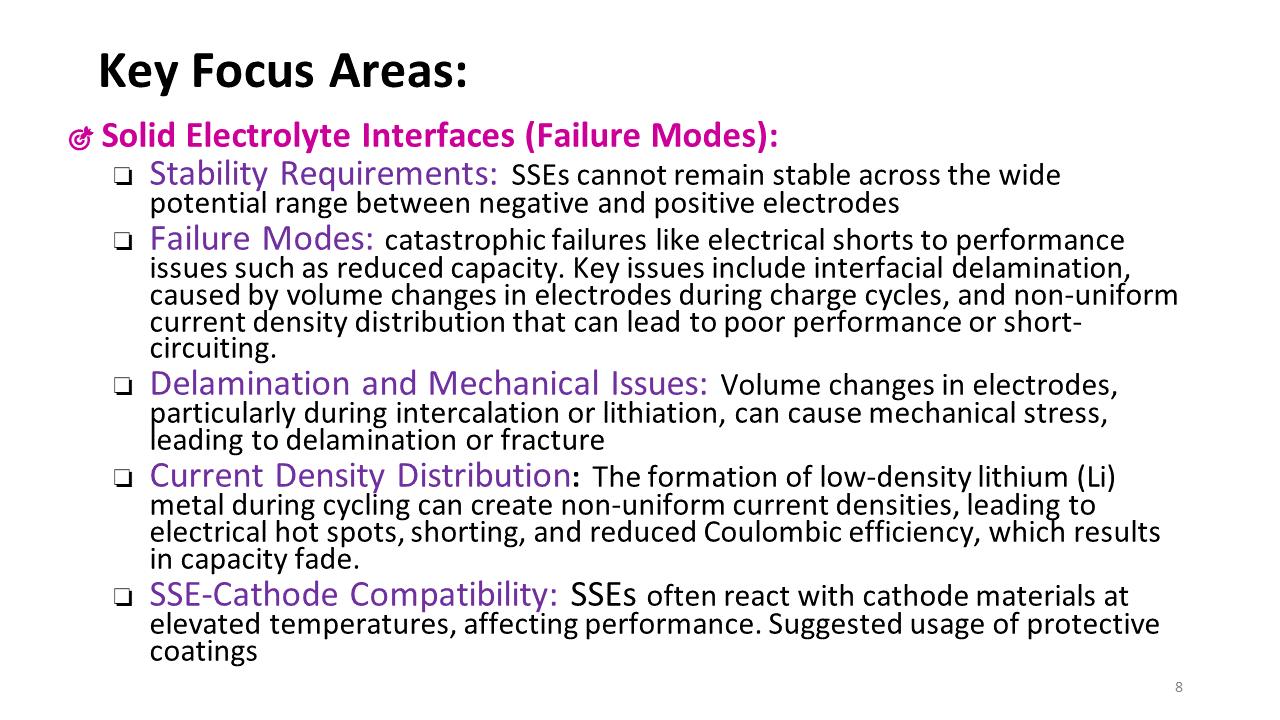 Key Focus Areas:
Solid Electrolyte Interfaces (Failure Modes):
Stability Requirements: SSEs cannot remain stable across the wide
potential range between negative and positive electrodes
Failure Modes: catastrophic failures like electrical shorts to performance
issues such as reduced capacity. Key issues include interfacial delamination,
caused by volume changes in electrodes during charge cycles, and non-uniform
current density distribution that can lead to poor performance or short-
circuiting.
Delamination and Mechanical Issues: Volume changes in electrodes,
particularly during intercalation or lithiation, can cause mechanical stress,
leading to delamination or fracture
Current Density Distribution: The formation of low-density lithium (Li)
metal during cycling can create non-uniform current densities, leading to
electrical hot spots, shorting, and reduced Coulombic efficiency, which results
in capacity fade.
SSE-Cathode Compatibility: SSEs often react with cathode materials at
elevated temperatures, affecting performance. Suggested usage of protective
coatings
8